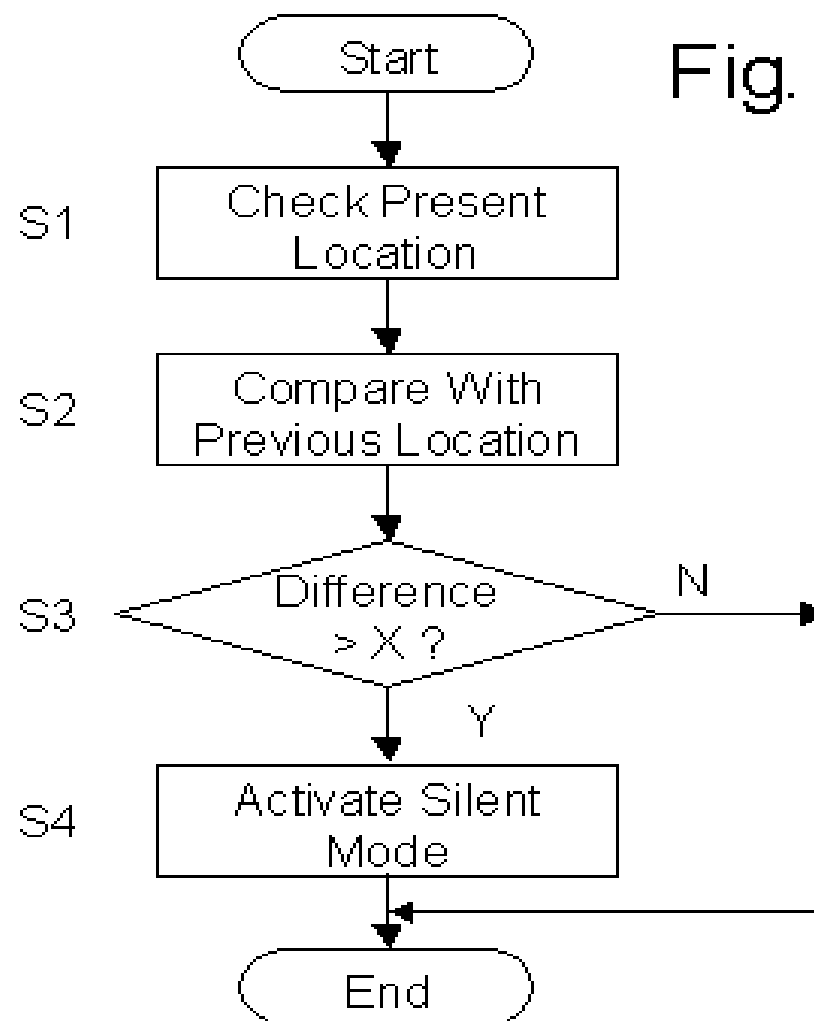 Start
Fig.
S1
Check Present
Location
S2
Compare With
Previous Location
S3
Difference
> X ?
N
Y
S4
Activate Silent
Mode
End